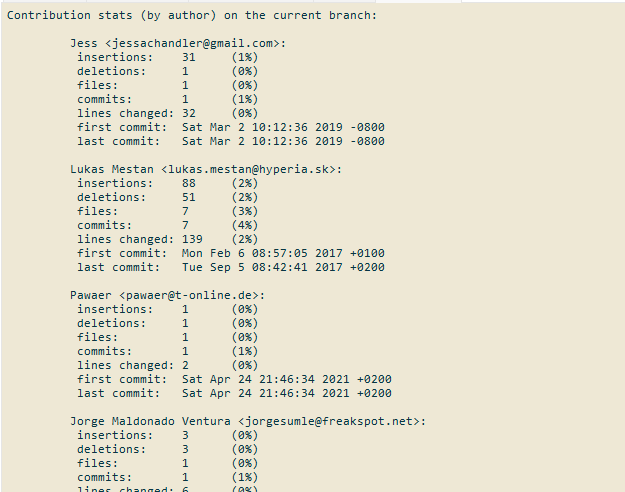 Contribution stats (by author) on the current branch:
Jess <jessachandler@gmail.com>:
insertions: 31 (1%)
deletions: 1 (0%)
files: 1 (0%)
commits: 1 (1%)
lines changed: 32 (0%)
first commit: Sat Mar 2 10:12:36 2019 -0800
last commit: Sat Mar 2 10:12:36 2019 -0800
Lukas Mestan <lukas.mestan@hyperia.sk>:
insertions: 88 (2%)
deletions: 51 (2%)
files: 7 (3%)
commits: 7 (4%)
lines changed: 139 (2%)
first commit: Mon Feb 6 08:57:05 2017 +0100
last commit: Tue Sep 5 08:42:41 2017 +0200
Pawaer <pawaer@t-online.de>:
insertions: 1 (0%)
deletions: 1 (0%)
files: 1 (0%)
commits: 1 (1%)
lines changed: 2 (0%)
first commit: Sat Apr 24 21:46:34 2021 +0200
last commit: Sat Apr 24 21:46:34 2021 +0200
Jorge Maldonado Ventura <jorgesumle@freakspot.net>:
insertions: 3 (0%)
deletions: 3 (0%)
files: 1 (0%)
commits: 1 (1%)
lines changed: 6 (0%)